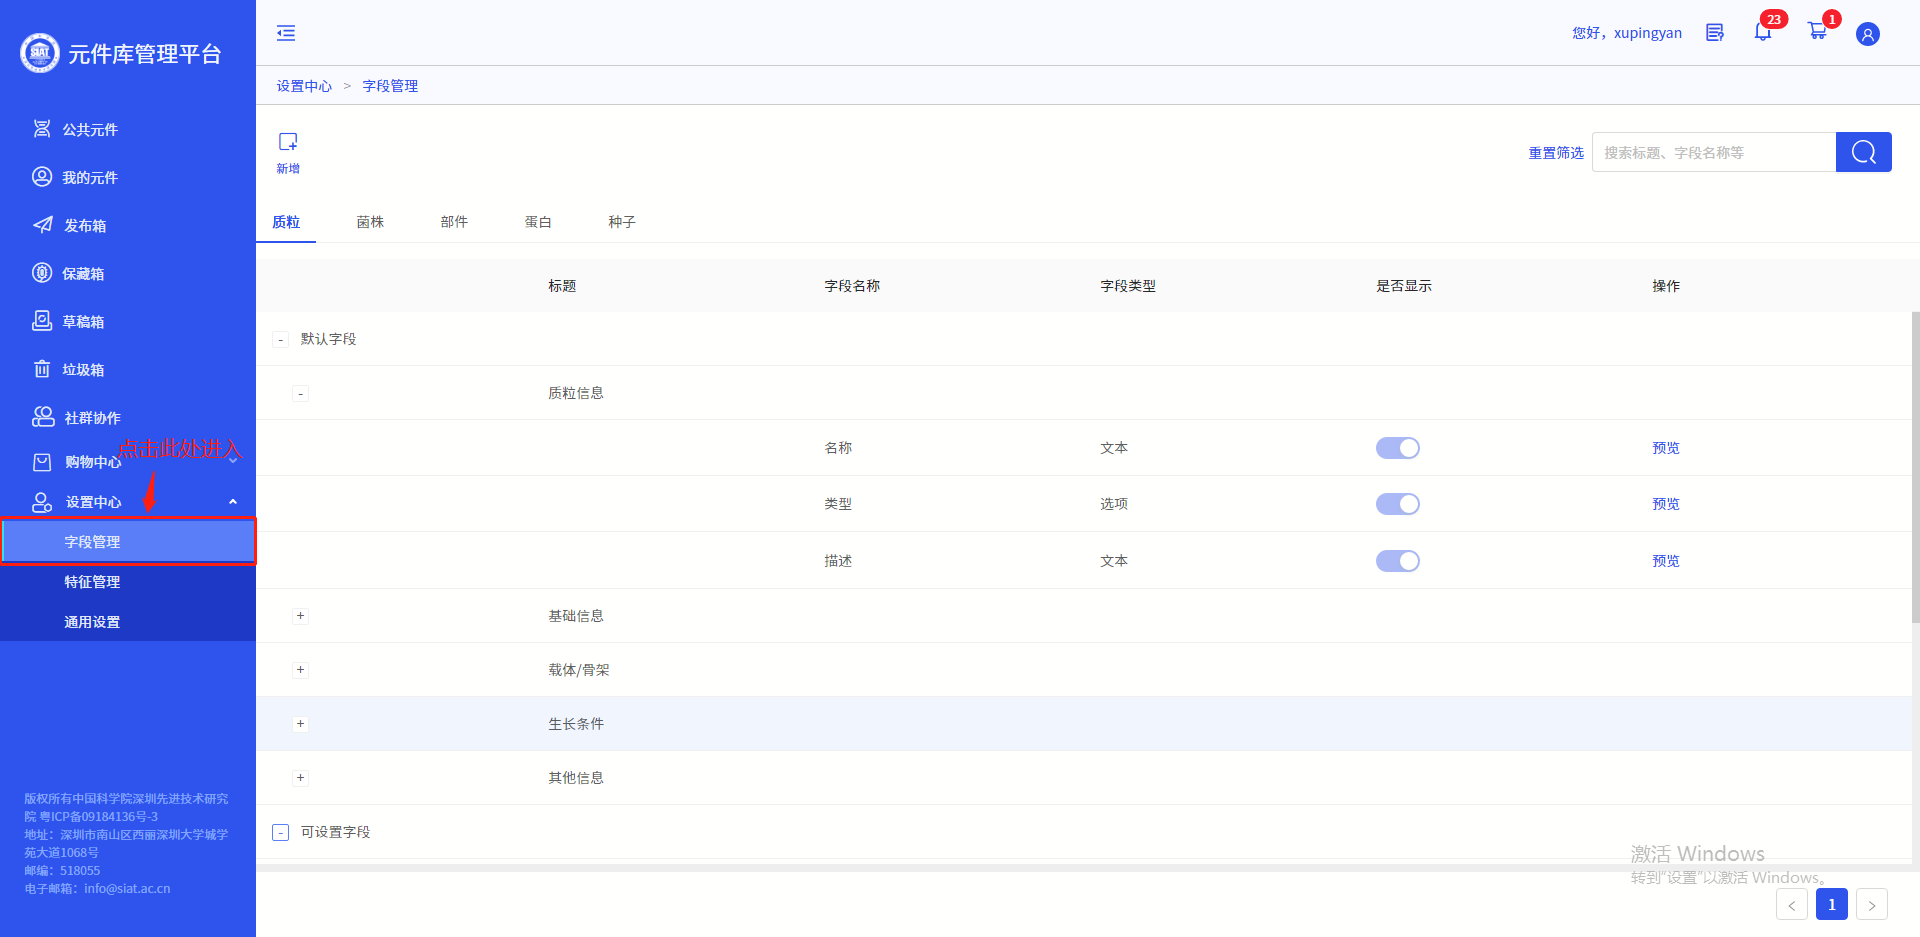 SIAT
元件库管理平台
公共元件
我的元件
发布箱
保藏箱
草稿箱
垃圾箱
社群协作
点击此处进入
购物中心
设置中心
字段管理
特征管理
通用设置
版权所有中国科学院深圳先进技术研究
院 粤ICP备09184136号-3
地址：深圳市南山区西丽深圳大学城学
苑大道1068号
邮编：518055
电子邮箱：info@siat.ac.cn
您好，xupingyan
23
1
设置中心 > 字段管理
新增
重置筛选
搜索标题、字段名称等
质粒 菌株 部件 蛋白 种子
标题 字段名称 字段类型 是否显示 操作
- 默认字段
- 质粒信息
名称 文本 预览
类型 选项 预览
描述 文本 预览
+ 基础信息
+ 载体/骨架
+ 生长条件
+ 其他信息
- 可设置字段
激活 Windows
转到"设置"以激活 Windows。
< 1 >